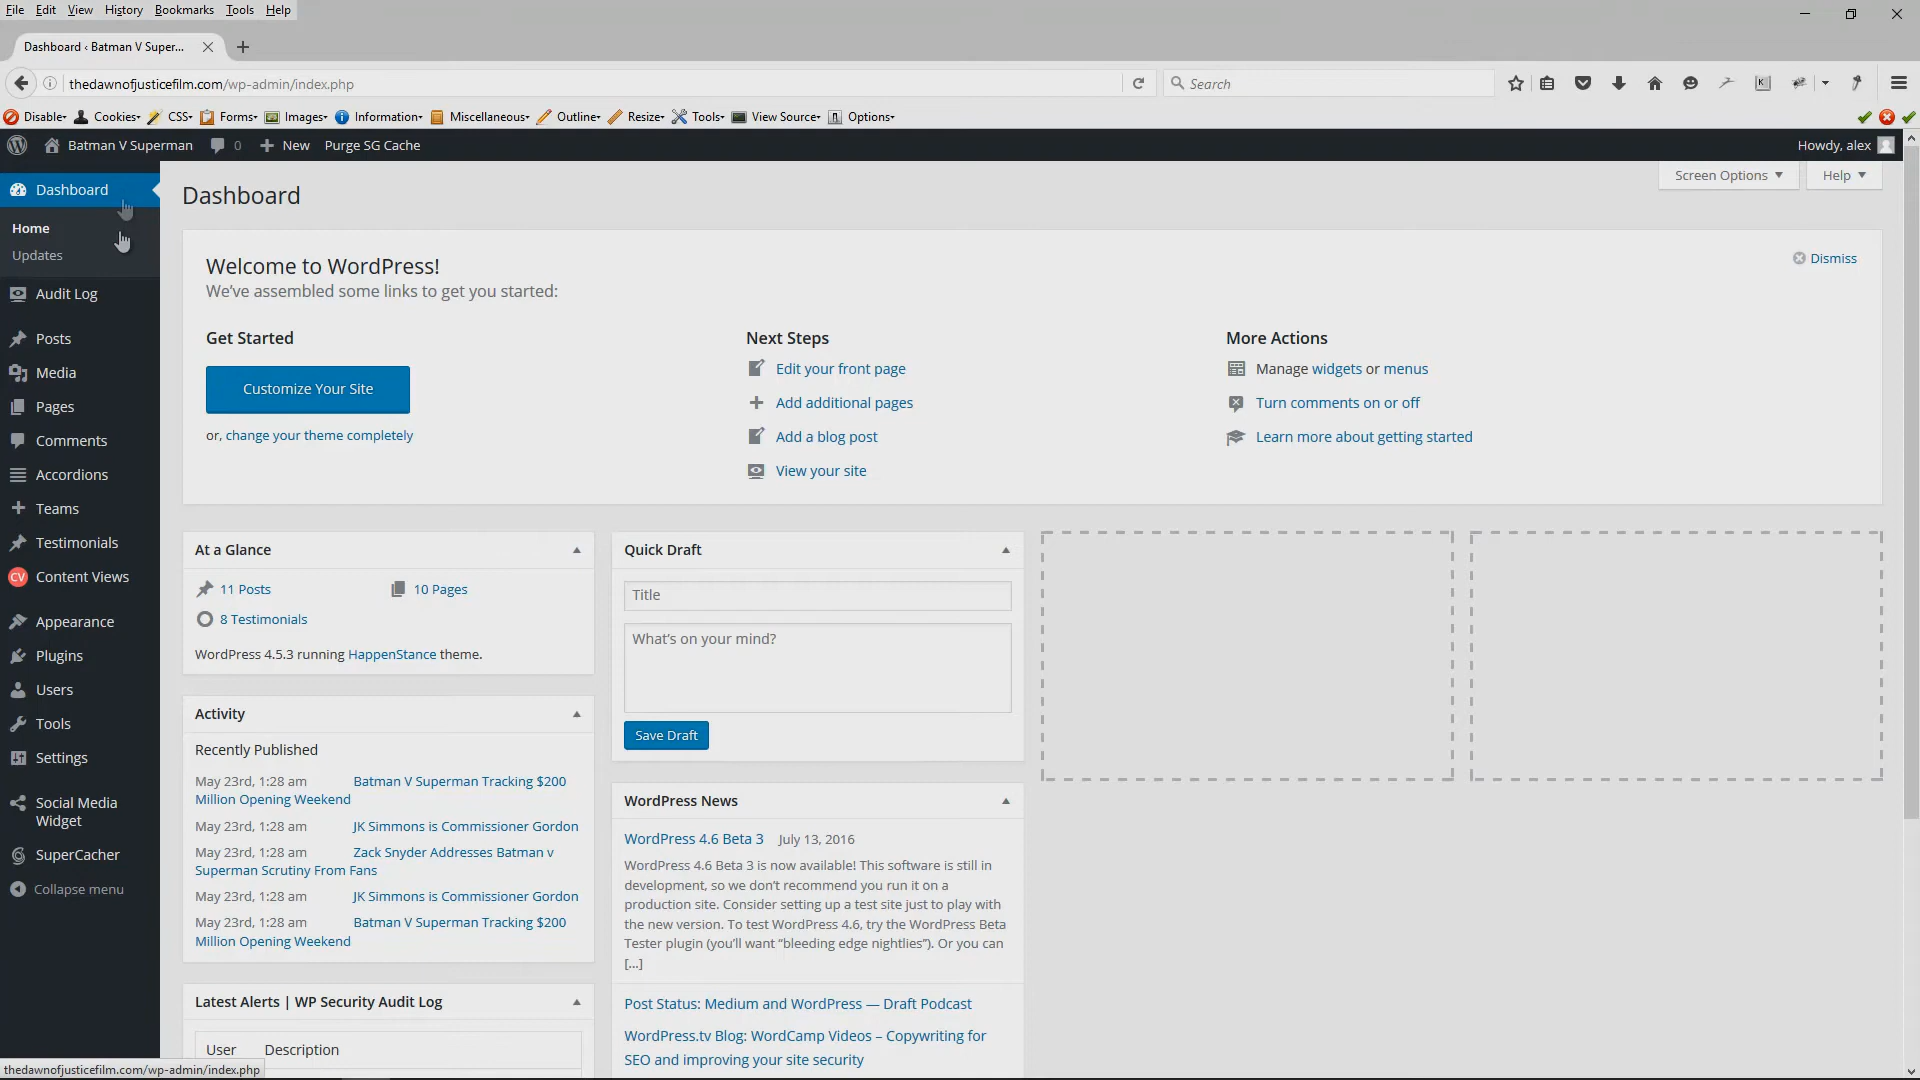 File Edit View History Bookmarks Tools Help
Dashboard ‹ Batman V Super...
thedawnofjusticefilm.com/wp-admin/index.php
Search
Disable Cookies CSS Forms Images Information Miscellaneous Outline Resize Tools View Source Options
Batman V Superman 0 New Purge SG Cache
Howdy, alex
Dashboard
Home
Updates
Audit Log
Posts
Media
Pages
Comments
Accordions
Teams
Testimonials
CV Content Views
Appearance
Plugins
Users
Tools
Settings
Social Media
Widget
SuperCacher
Collapse menu
Dashboard
Screen Options Help
Welcome to WordPress!
We've assembled some links to get you started:
Dismiss
Get Started
Customize Your Site
or, change your theme completely
Next Steps
Edit your front page
Add additional pages
Add a blog post
View your site
More Actions
Manage widgets or menus
Turn comments on or off
Learn more about getting started
At a Glance
11 Posts 10 Pages
8 Testimonials
WordPress 4.5.3 running HappenStance theme.
Activity
Recently Published
May 23rd, 1:28 am Batman V Superman Tracking $200
Million Opening Weekend
May 23rd, 1:28 am JK Simmons is Commissioner Gordon
May 23rd, 1:28 am Zack Snyder Addresses Batman v
Superman Scrutiny From Fans
May 23rd, 1:28 am JK Simmons is Commissioner Gordon
May 23rd, 1:28 am Batman V Superman Tracking $200
Million Opening Weekend
Latest Alerts | WP Security Audit Log
User Description
Quick Draft
Title
What's on your mind?
Save Draft
WordPress News
WordPress 4.6 Beta 3 July 13, 2016
WordPress 4.6 Beta 3 is now available! This software is still in
development, so we don't recommend you run it on a
production site. Consider setting up a test site just to play with
the new version. To test WordPress 4.6, try the WordPress Beta
Tester plugin (you'll want "bleeding edge nightlies"). Or you can
[...]
Post Status: Medium and WordPress — Draft Podcast
WordPress.tv Blog: WordCamp Videos – Copywriting for
SEO and improving your site security
thedawnofjusticefilm.com/wp-admin/index.php